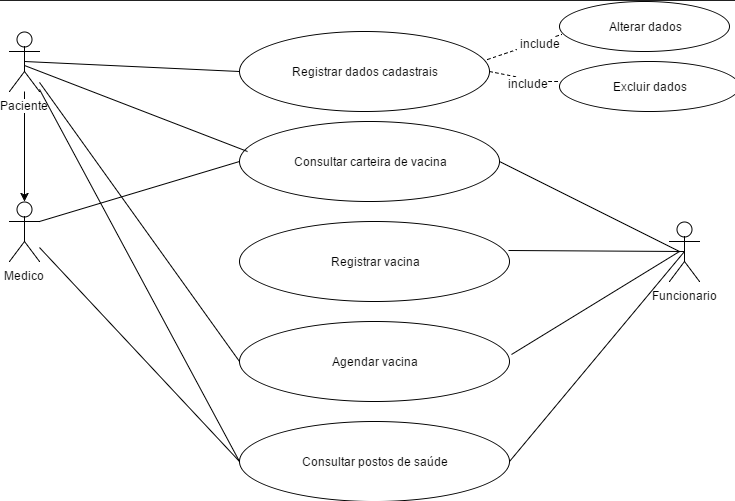 Alterar dados
include
Registrar dados cadastrais
include
Excluir dados
Paciente
Consultar carteira de vacina
Registrar vacina
Medico
Funcionario
Agendar vacina
Consultar postos de saúde